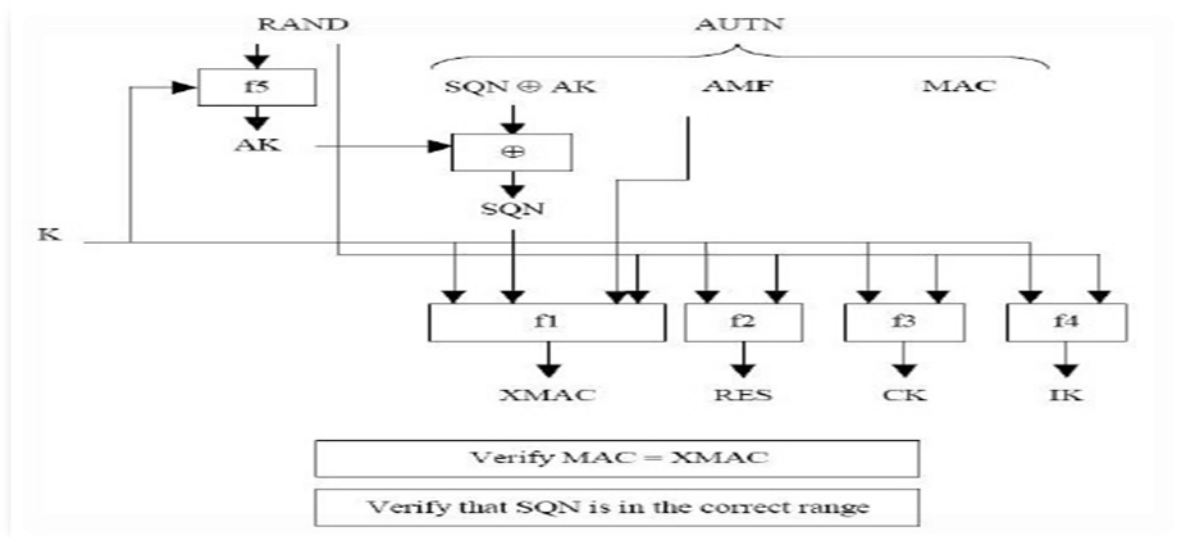 RAND
AUTN
f5
SQN ⊕ AK
AMF
MAC
AK
⊕
SQN
K
f1
f2
f3
f4
XMAC
RES
CK
IK
Verify MAC = XMAC
Verify that SQN is in the correct range